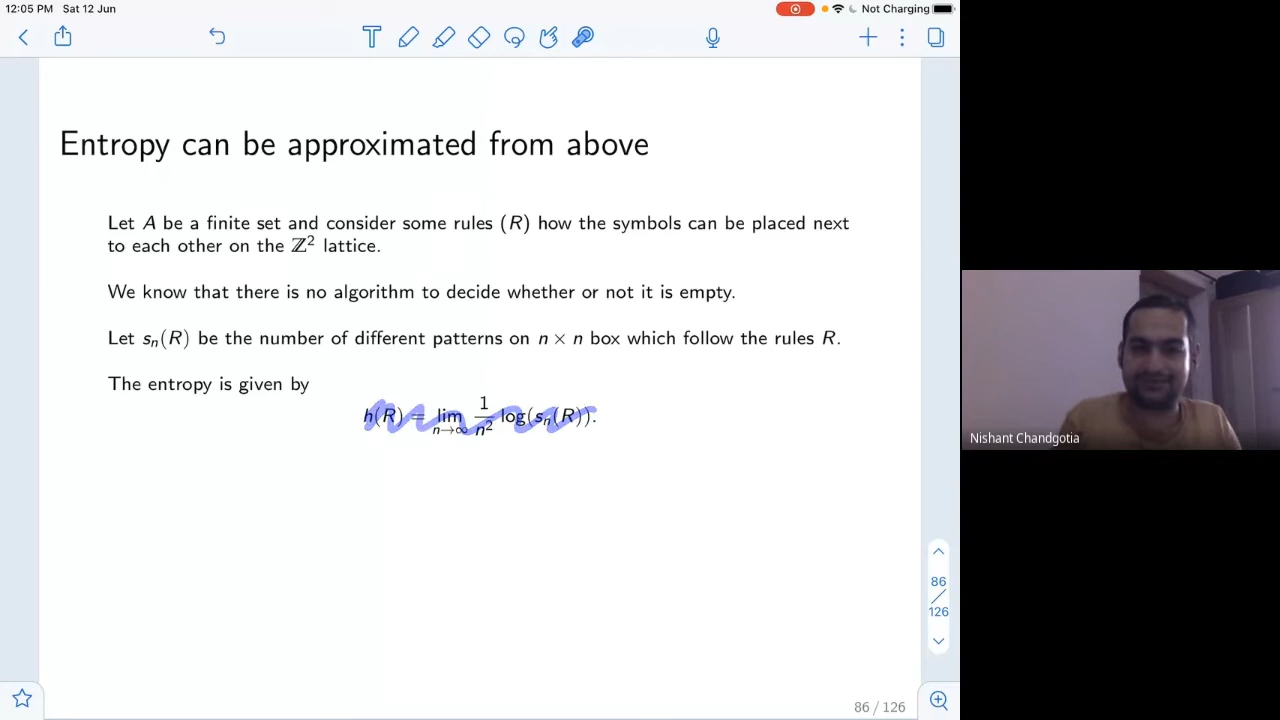 12:05 PM Sat 12 Jun
Not Charging
Entropy can be approximated from above
Let A be a finite set and consider some rules (R) how the symbols can be placed next
to each other on the ℤ² lattice.
We know that there is no algorithm to decide whether or not it is empty.
Let sₙ(R) be the number of different patterns on n × n box which follow the rules R.
The entropy is given by
h(R) = lim n→∞ 1/n² log(sₙ(R)).
Nishant Chandgotia
86
/
126
86 / 126